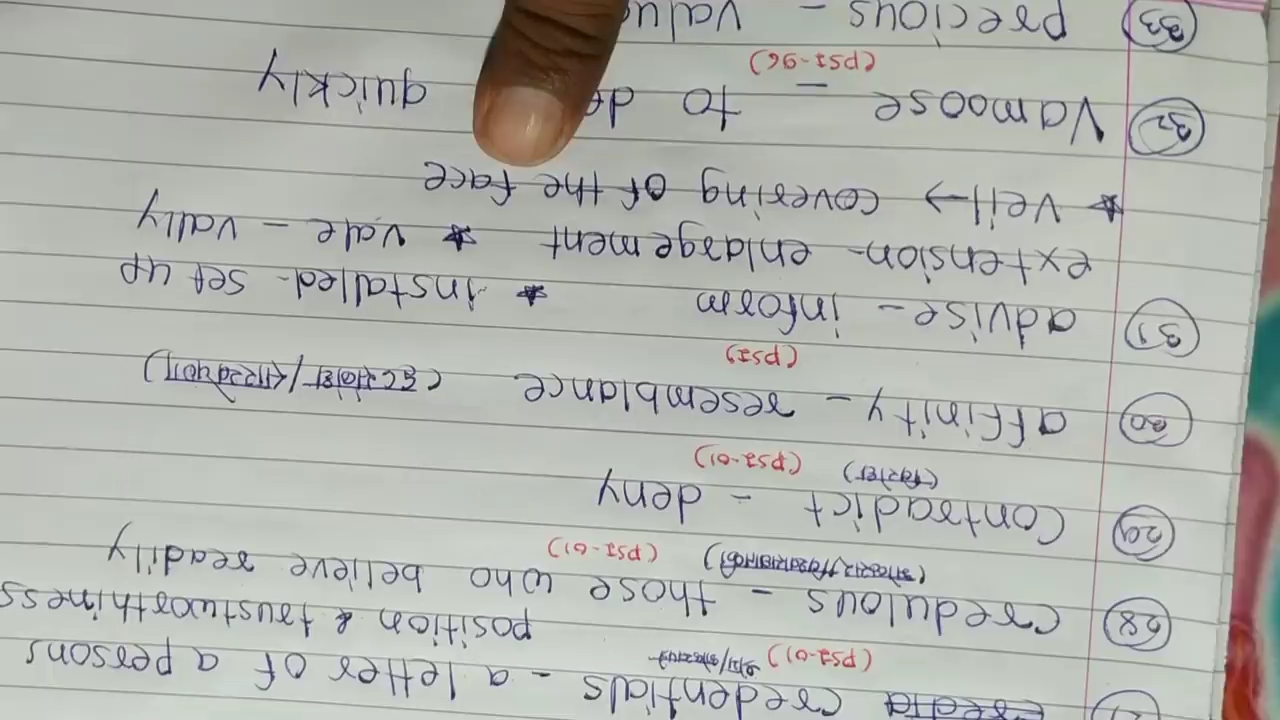 credentials - a letter of a persons
(PSI-01)
position & trustworthiness
28 credulous - those who believe readily
(PSI-01)
29 Contradict - deny
(PSI-01)
30 affinity - resemblance
(PSI)
31 advise - inform * Installed - set up
extension - enlargement * vale - vally
* veil → covering of the face
32 Vamoose - to quickly
(PSI-96)
33 precious -